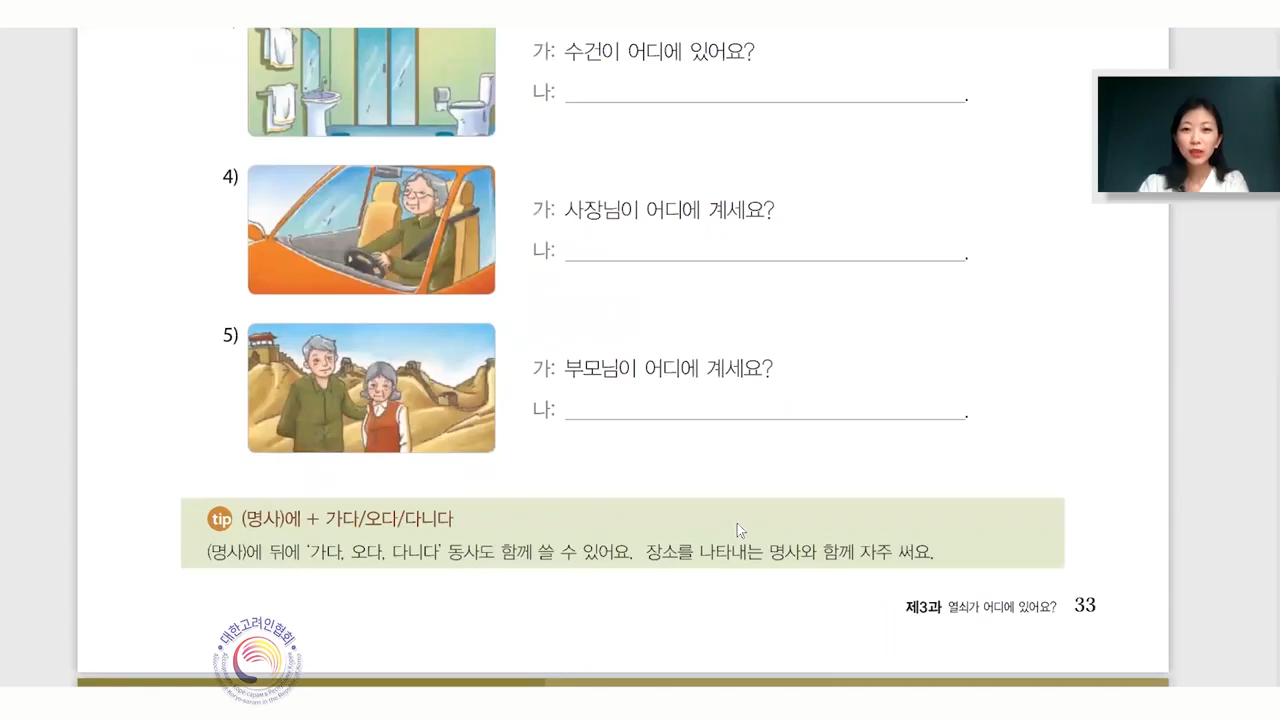 가: 수건이 어디에 있어요?
나: .
4)
가: 사장님이 어디에 계세요?
나: .
5)
가: 부모님이 어디에 계세요?
나: .
tip (명사)에 + 가다/오다/다니다
(명사)에 뒤에 '가다, 오다, 다니다' 동사도 함께 쓸 수 있어요. 장소를 나타내는 명사와 함께 자주 써요.
제3과 열쇠가 어디에 있어요? 33
대한고려인협회